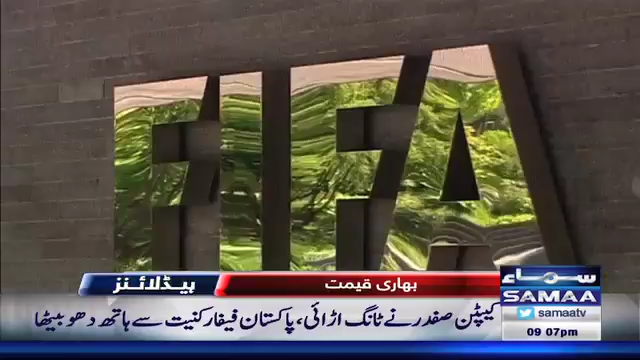 FIFA
ہیڈلائنز
بھاری قیمت
سماء
SAMAA
samaatv
09 07pm
کیپٹن صفدر نے ٹانگ اڑائی، پاکستان فیفا رکنیت سے ہاتھ دھو بیٹھا